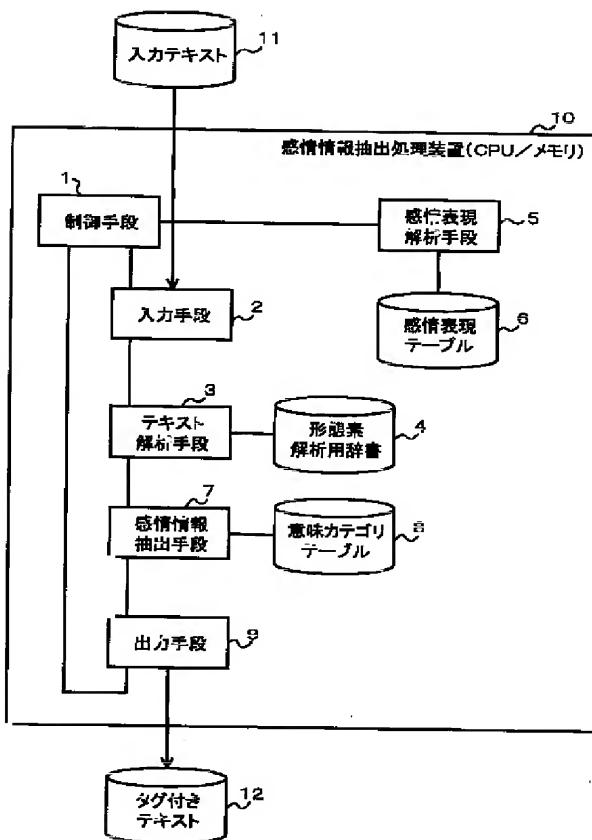 入力テキスト
11
10
感情情報抽出処理装置(CPU/メモリ)
1
制御手段
感情表現
解析手段
5
入力手段
2
感情表現
テーブル
6
3
テキスト
解析手段
形態素
解析用辞書
4
7
感情情報
抽出手段
意味カテゴリ
テーブル
8
出力手段
9
タグ付き
テキスト
12